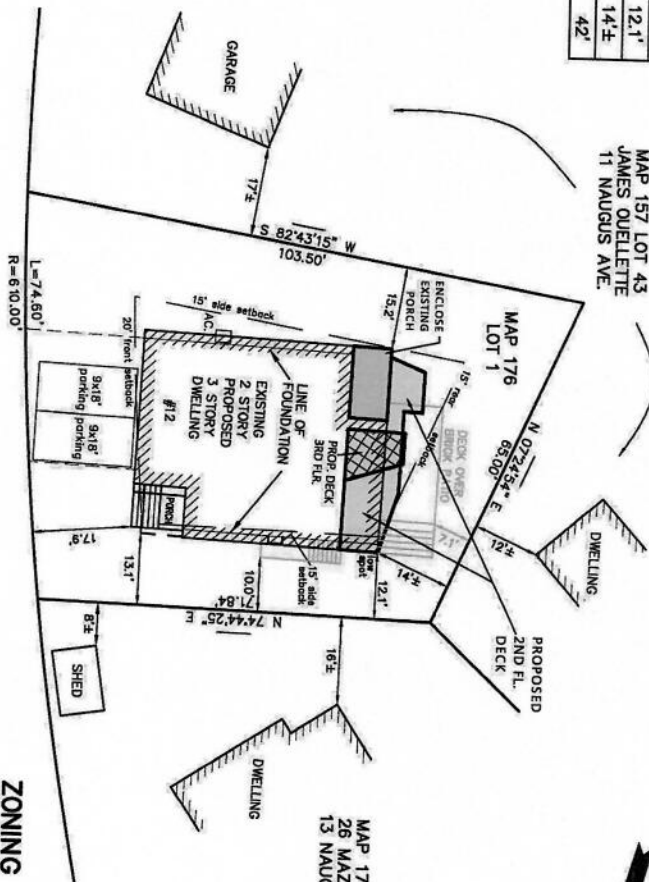 12.1'
14'±
42'
MAP 157 LOT 43
JAMES OUELLETTE
11 NAUGUS AVE.
GARAGE
17'±
S 82°43'15" W
103.50'
MAP 176
LOT 1
N 07°24'54" E
65.00'
DWELLING
12'±
ENCLOSE
EXISTING
PORCH
15.2'
15' rear
setback
DECK OVER
BRICK PATIO
7.1'
14'±
PROPOSED
2ND FL.
DECK
15' side setback
AC.
LINE OF
FOUNDATION
PROP. DECK
3RD FLR.
EXISTING
2 STORY
PROPOSED
3 STORY
DWELLING
#12
20' front setback
L=74.60'
R=610.00'
9x18'
parking
9x18'
parking
PORCH
17.9'
13.1'
10.0'
15' side
setback
low
spot
12.1'
71.84'
N 74°44'25" E
8'±
SHED
16'±
DWELLING
MAP 17
26 MAZ
13 NAUG
ZONING